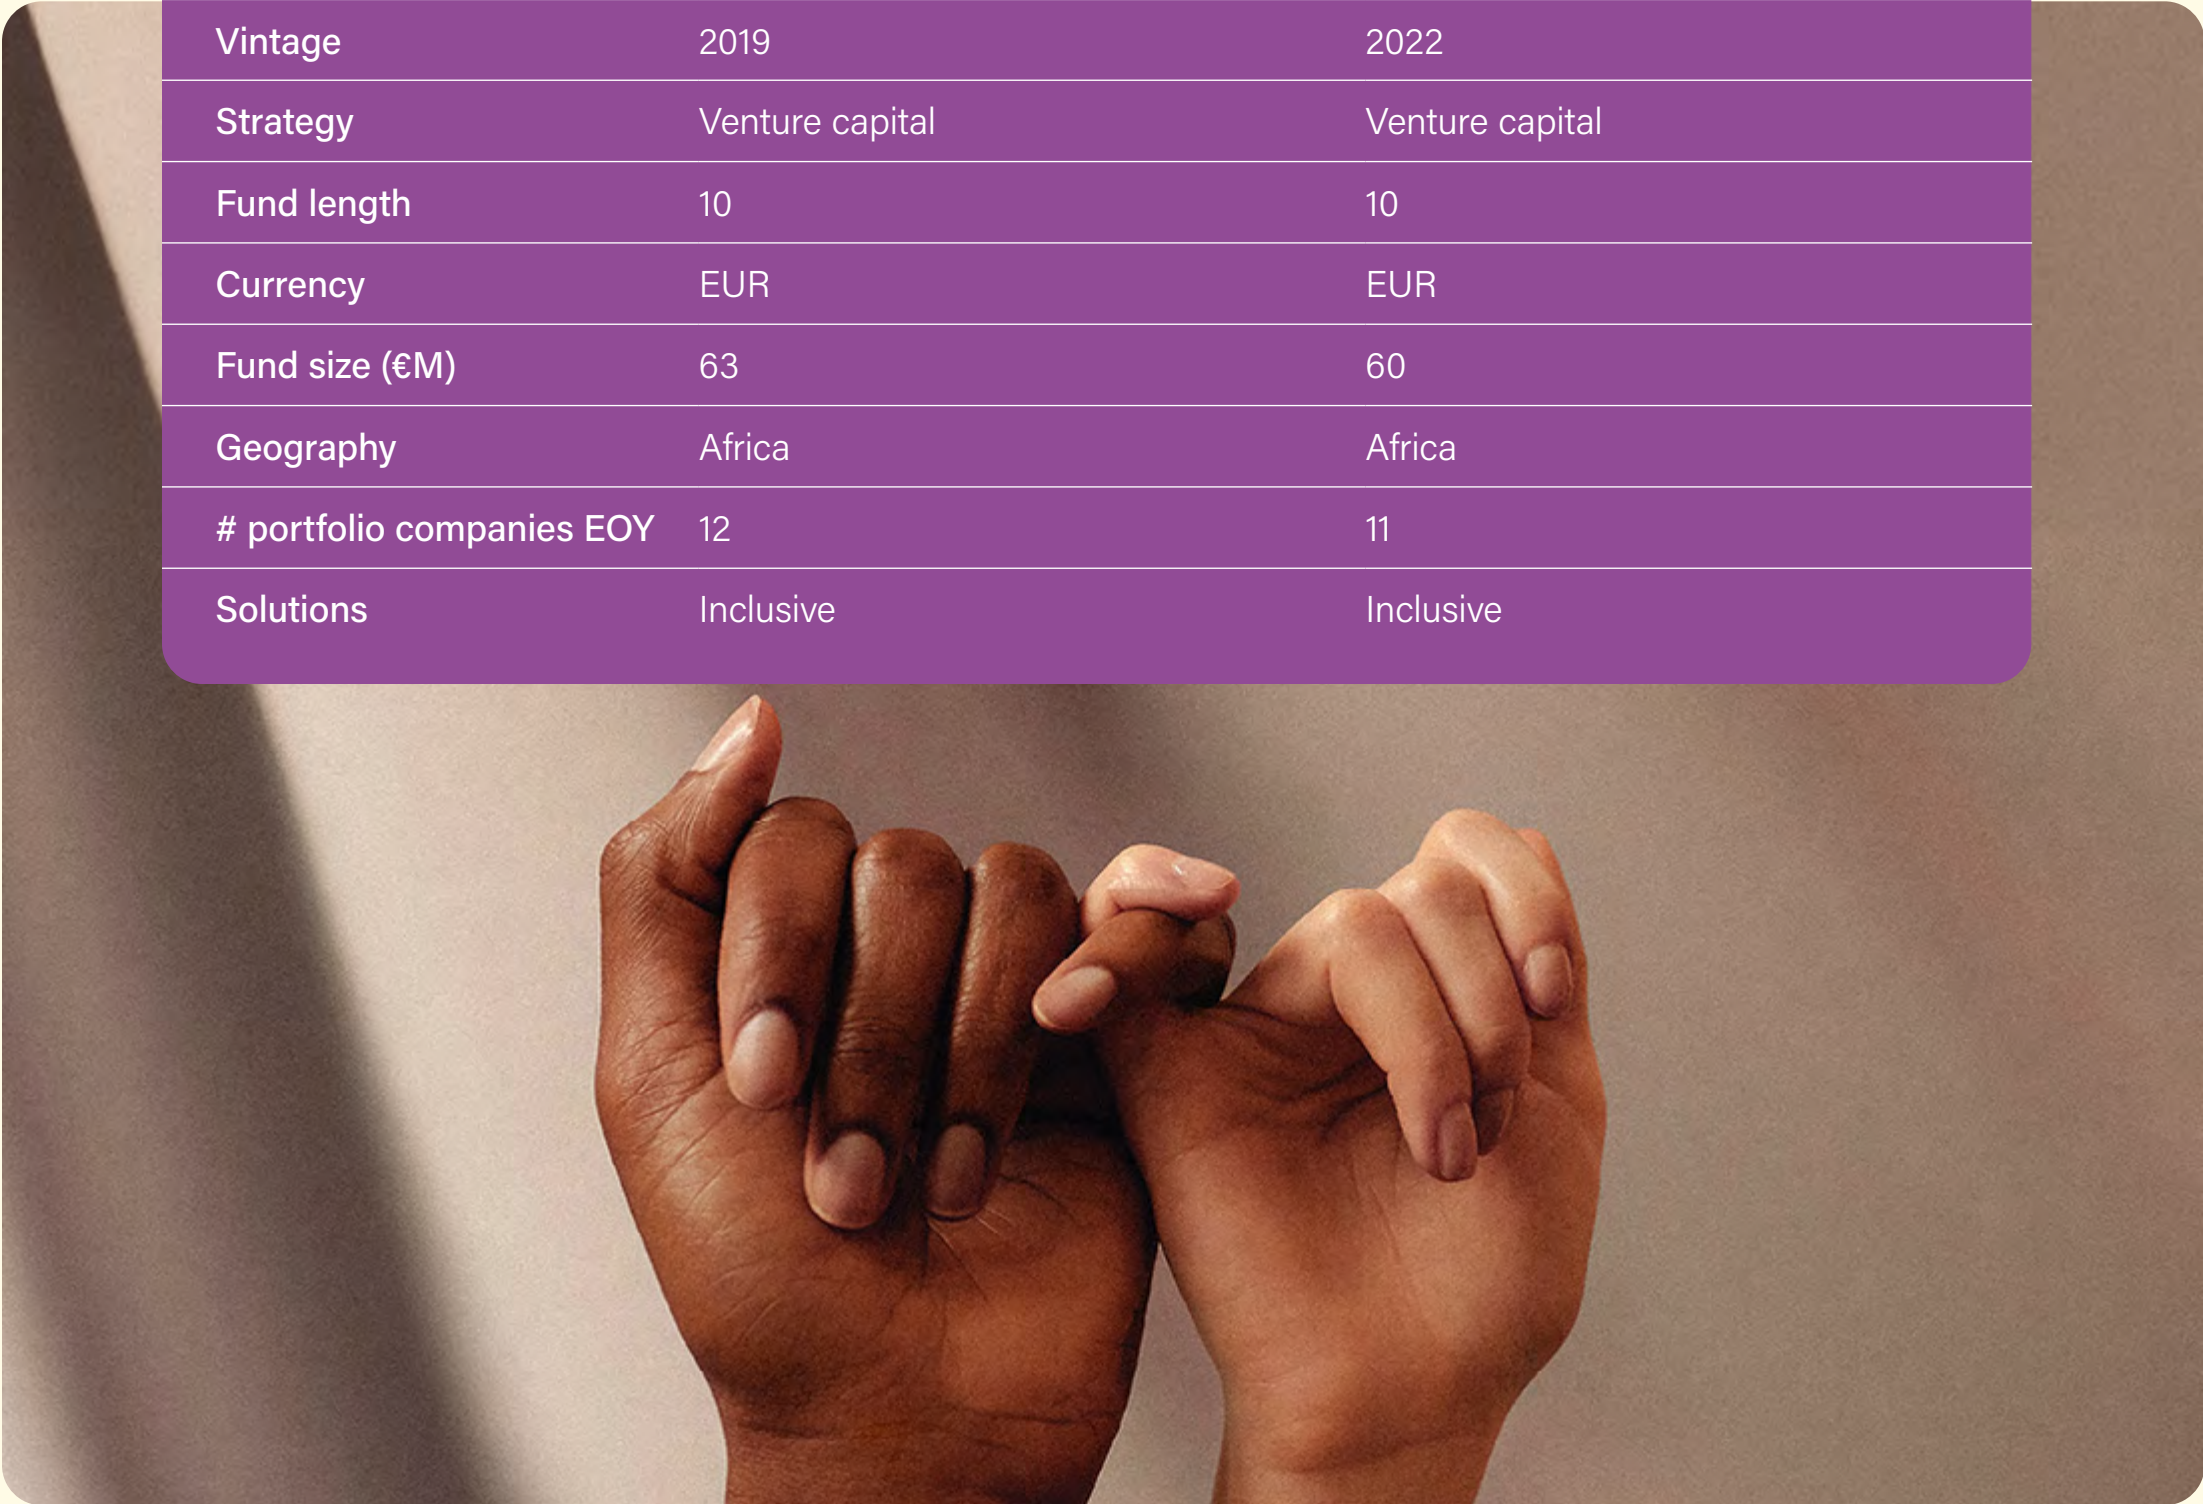 Vintage 2019 2022
Strategy Venture capital Venture capital
Fund length 10 10
Currency EUR EUR
Fund size (€M) 63 60
Geography Africa Africa
# portfolio companies EOY 12 11
Solutions Inclusive Inclusive